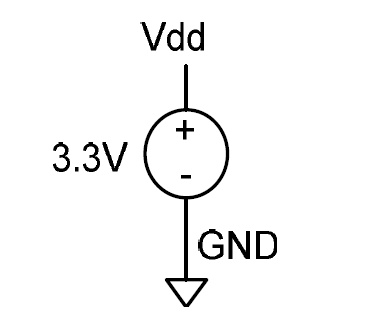 Vdd
+
3.3V
-
GND